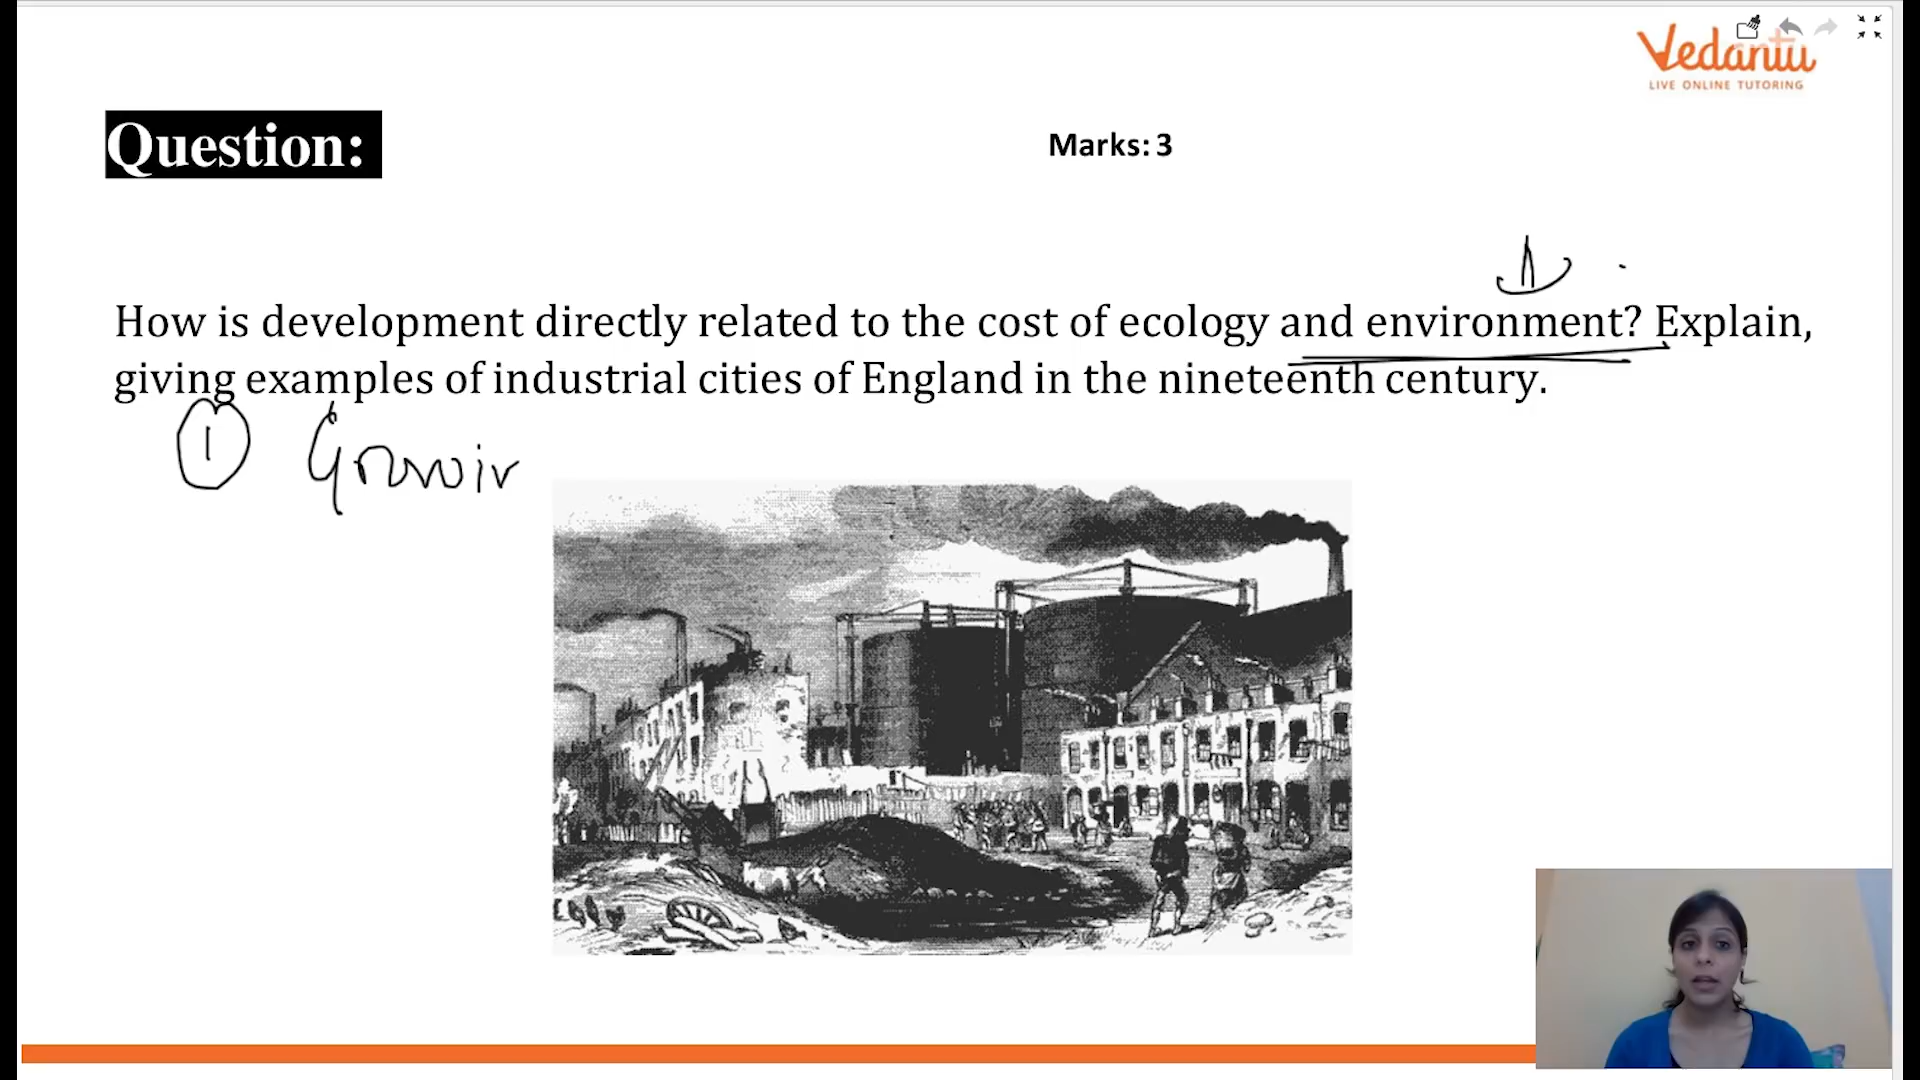 Vedantu
LIVE ONLINE TUTORING
Question:
Marks: 3
How is development directly related to the cost of ecology and environment? Explain,
giving examples of industrial cities of England in the nineteenth century.
1